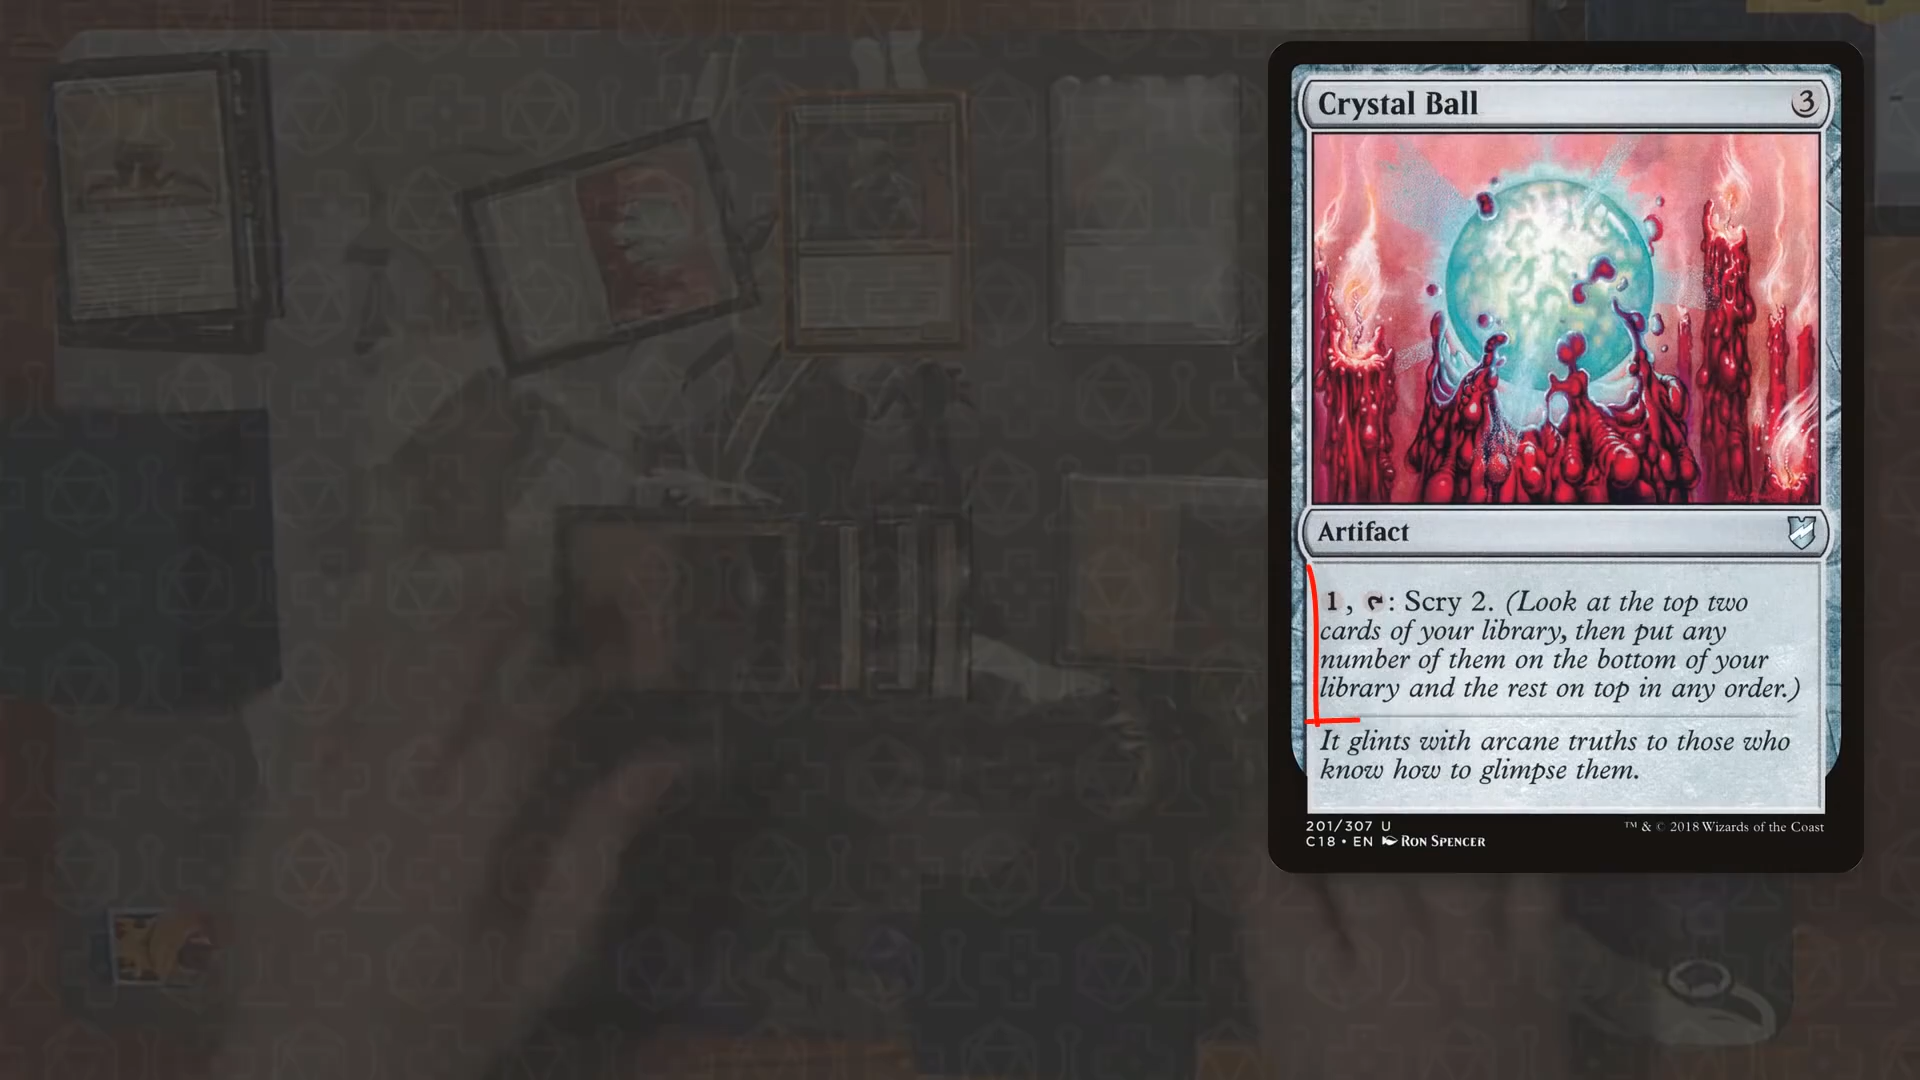 Crystal Ball 3
Artifact
1, : Scry 2. (Look at the top two
cards of your library, then put any
number of them on the bottom of your
library and the rest on top in any order.)
It glints with arcane truths to those who
know how to glimpse them.
201/307 U
C18 • EN RON SPENCER
™ & © 2018 Wizards of the Coast